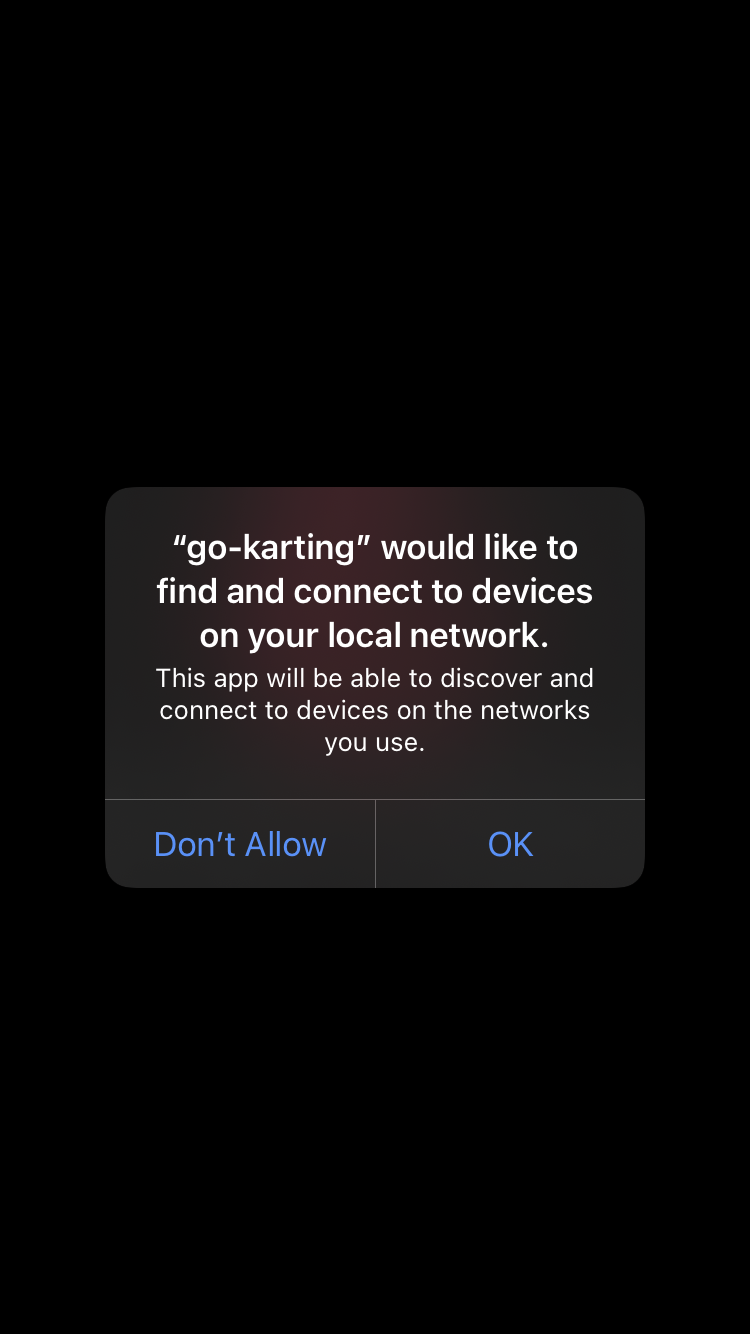 “go-karting” would like to
find and connect to devices
on your local network.
This app will be able to discover and
connect to devices on the networks
you use.
Don’t Allow
OK